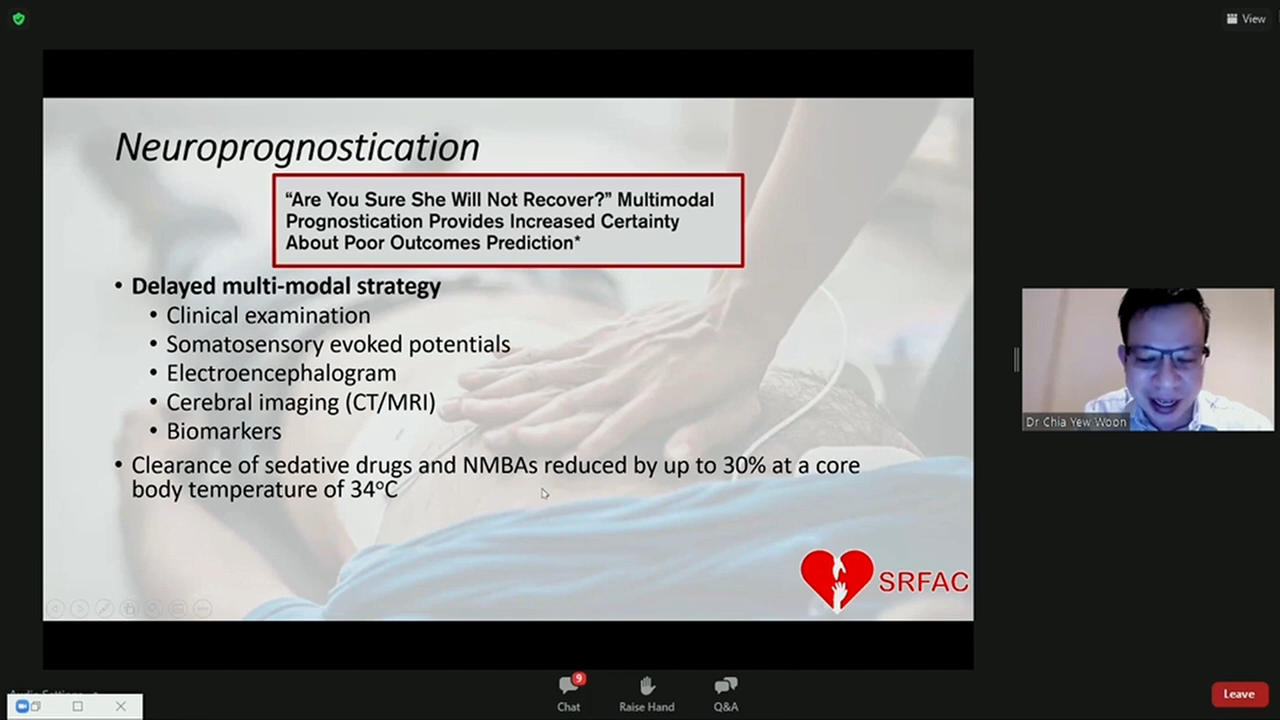 View
Neuroprognostication
“Are You Sure She Will Not Recover?” Multimodal
Prognostication Provides Increased Certainty
About Poor Outcomes Prediction*
• Delayed multi-modal strategy
• Clinical examination
• Somatosensory evoked potentials
• Electroencephalogram
• Cerebral imaging (CT/MRI)
• Biomarkers
• Clearance of sedative drugs and NMBAs reduced by up to 30% at a core
body temperature of 34°C
SRFAC
Dr Chia Yew Woon
9
Chat
Raise Hand
Q&A
Leave